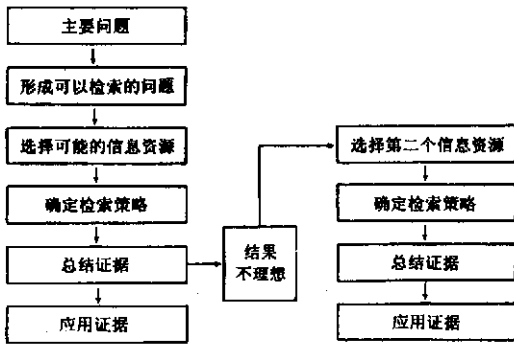 主要问题
形成可以检索的问题
选择可能的信息资源
确定检索策略
总结证据
应用证据
结果
不理想
选择第二个信息资源
确定检索策略
总结证据
应用证据